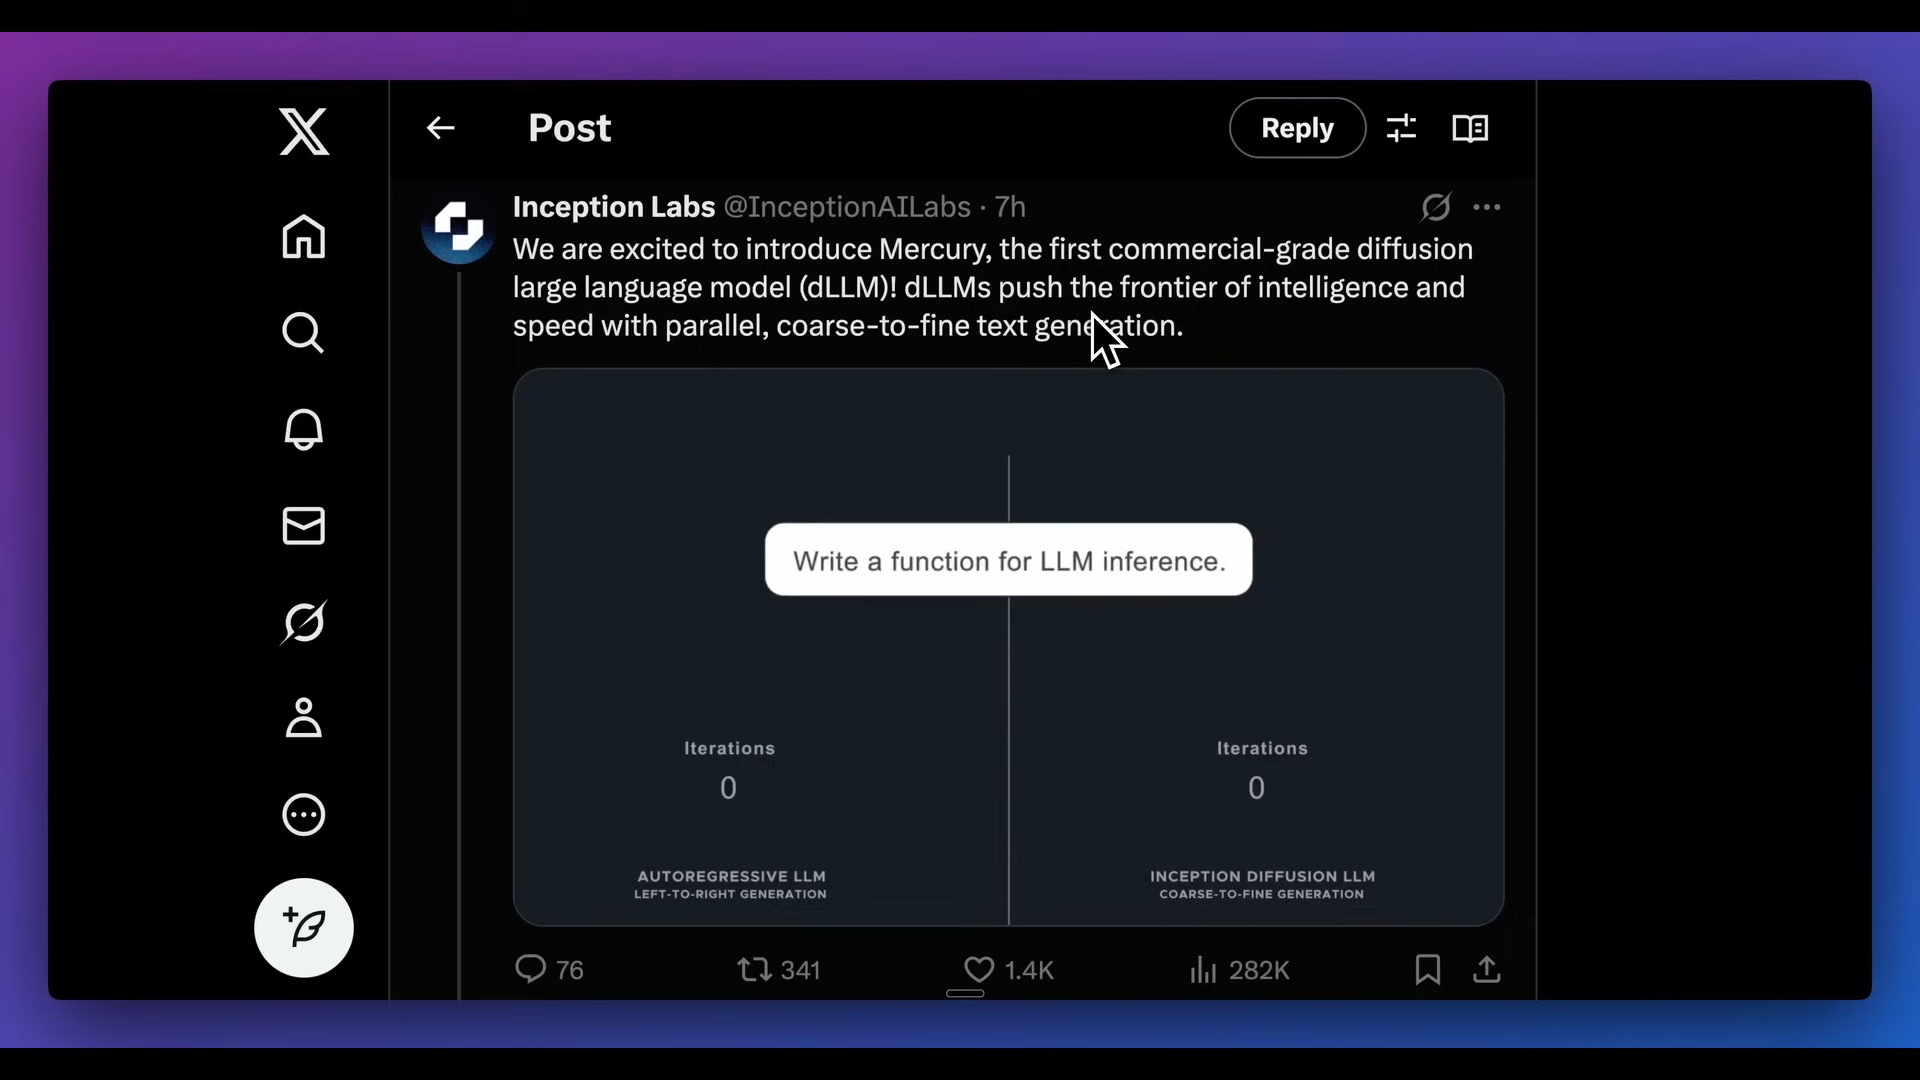 Post
Reply
Inception Labs @InceptionAILabs · 7h
We are excited to introduce Mercury, the first commercial-grade diffusion
large language model (dLLM)! dLLMs push the frontier of intelligence and
speed with parallel, coarse-to-fine text generation.
Write a function for LLM inference.
Iterations
0
AUTOREGRESSIVE LLM
LEFT-TO-RIGHT GENERATION
Iterations
0
INCEPTION DIFFUSION LLM
COARSE-TO-FINE GENERATION
76 341 1.4K 282K